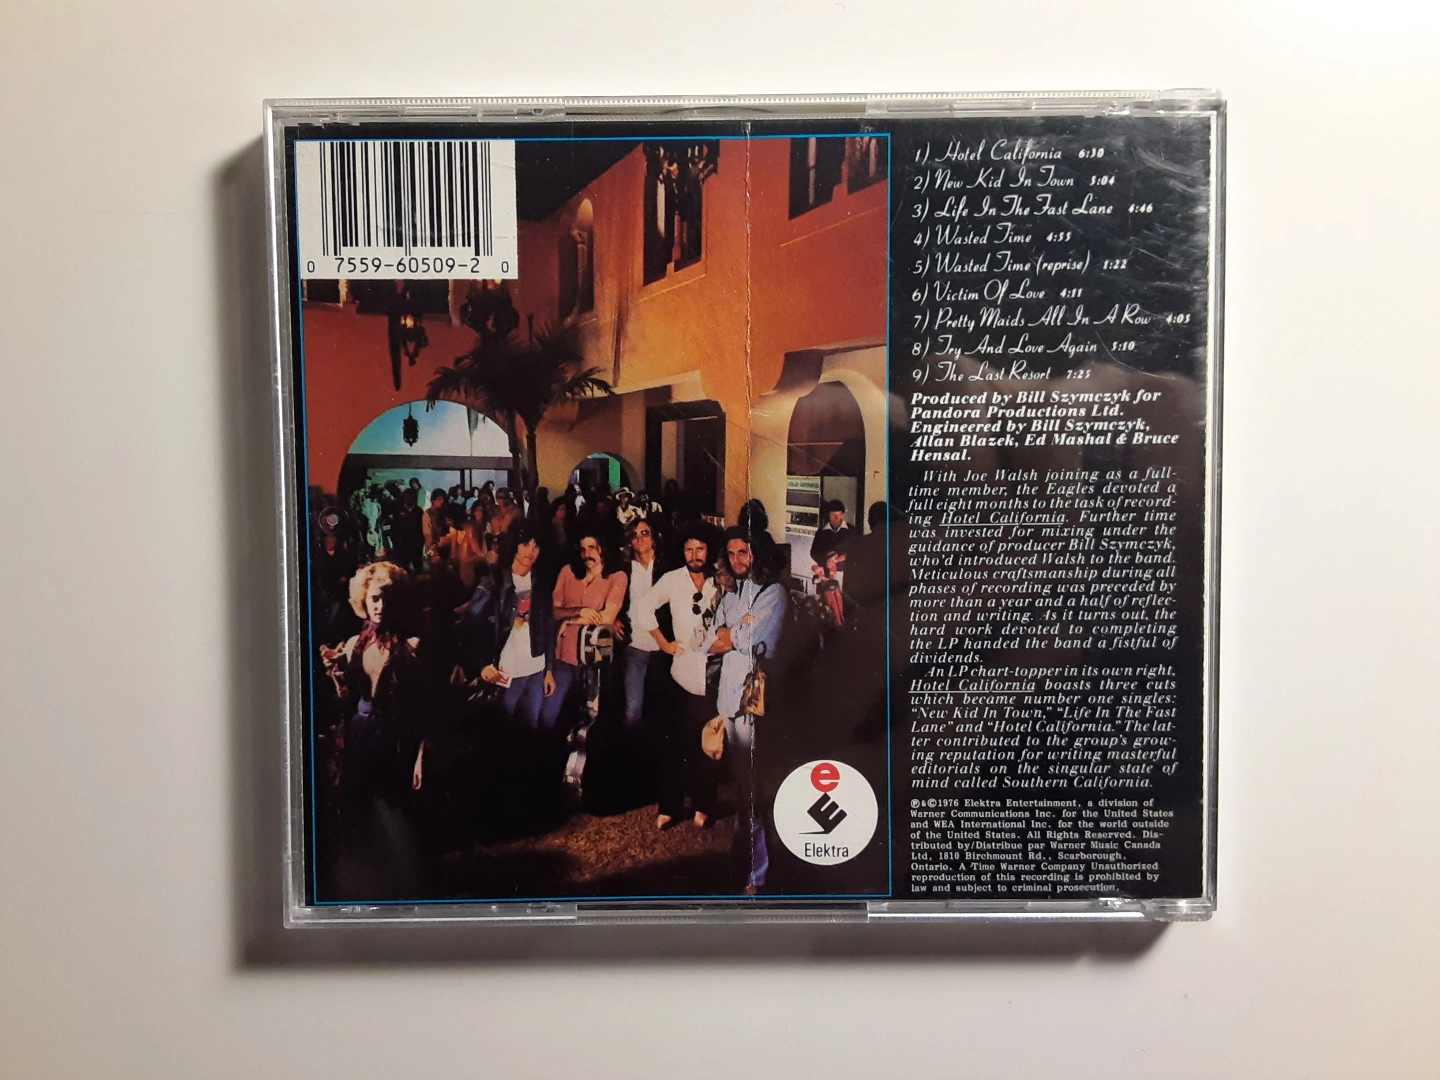 0 7559-60509-2 0
1) Hotel California 6:30
2) New Kid In Town 5:04
3) Life In The Fast Lane 4:46
4) Wasted Time 4:55
5) Wasted Time (reprise) 1:22
6) Victim Of Love 4:11
7) Pretty Maids All In A Row 4:05
8) Try And Love Again 5:10
9) The Last Resort 7:25
Produced by Bill Szymczyk for
Pandora Productions Ltd.
Engineered by Bill Szymczyk,
Allan Blazek, Ed Mashal & Bruce
Hensal.
With Joe Walsh joining as a full-
time member, the Eagles devoted a
full eight months to the task of record-
ing Hotel California. Further time
was invested for mixing under the
guidance of producer Bill Szymczyk,
who'd introduced Walsh to the band.
Meticulous craftsmanship during all
phases of recording was preceded by
more than a year and a half of reflec-
tion and writing. As it turns out, the
hard work devoted to completing
the LP handed the band a fistful of
dividends.
An LP chart-topper in its own right,
Hotel California boasts three cuts
which became number one singles:
"New Kid In Town," "Life In The Fast
Lane" and "Hotel California." The lat-
ter contributed to the group's grow-
ing reputation for writing masterful
editorials on the singular state of
mind called Southern California.
e
E
Elektra
℗&©1976 Elektra Entertainment, a division of
Warner Communications Inc. for the United States
and WEA International Inc. for the world outside
of the United States. All Rights Reserved. Dis-
tributed by/Distribue par Warner Music Canada
Ltd, 1810 Birchmount Rd., Scarborough,
Ontario. A Time Warner Company Unauthorized
reproduction of this recording is prohibited by
law and subject to criminal prosecution.